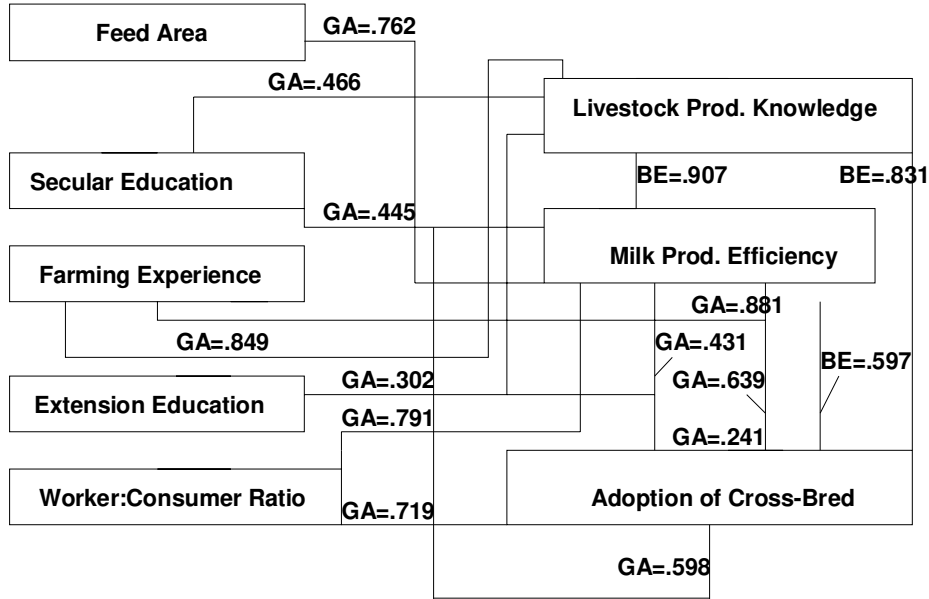 Feed Area
GA=.762
GA=.466
Livestock Prod. Knowledge
Secular Education
BE=.907
BE=.831
GA=.445
Milk Prod. Efficiency
Farming Experience
GA=.881
GA=.849
GA=.431
BE=.597
GA=.302
GA=.639
Extension Education
GA=.791
GA=.241
Worker:Consumer Ratio
Adoption of Cross-Bred
GA=.719
GA=.598